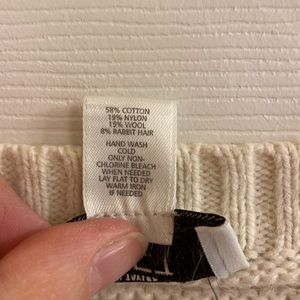 58% COTTON
19% NYLON
15% WOOL
8% RABBIT HAIR
HAND WASH
COLD
ONLY NON-
CHLORINE BLEACH
WHEN NEEDED
LAY FLAT TO DRY
WARM IRON
IF NEEDED